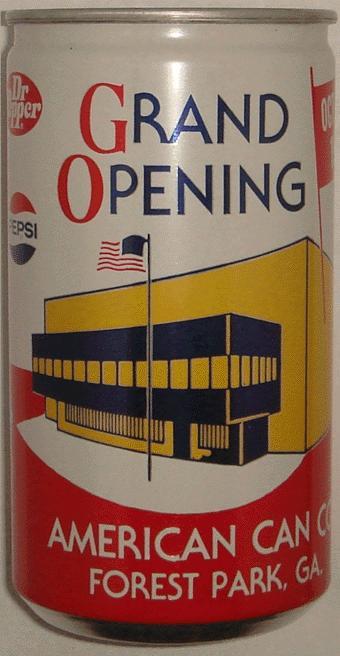 Dr
Pepper
GRAND
OPENING
PEPSI
AMERICAN CAN CO
FOREST PARK, GA.